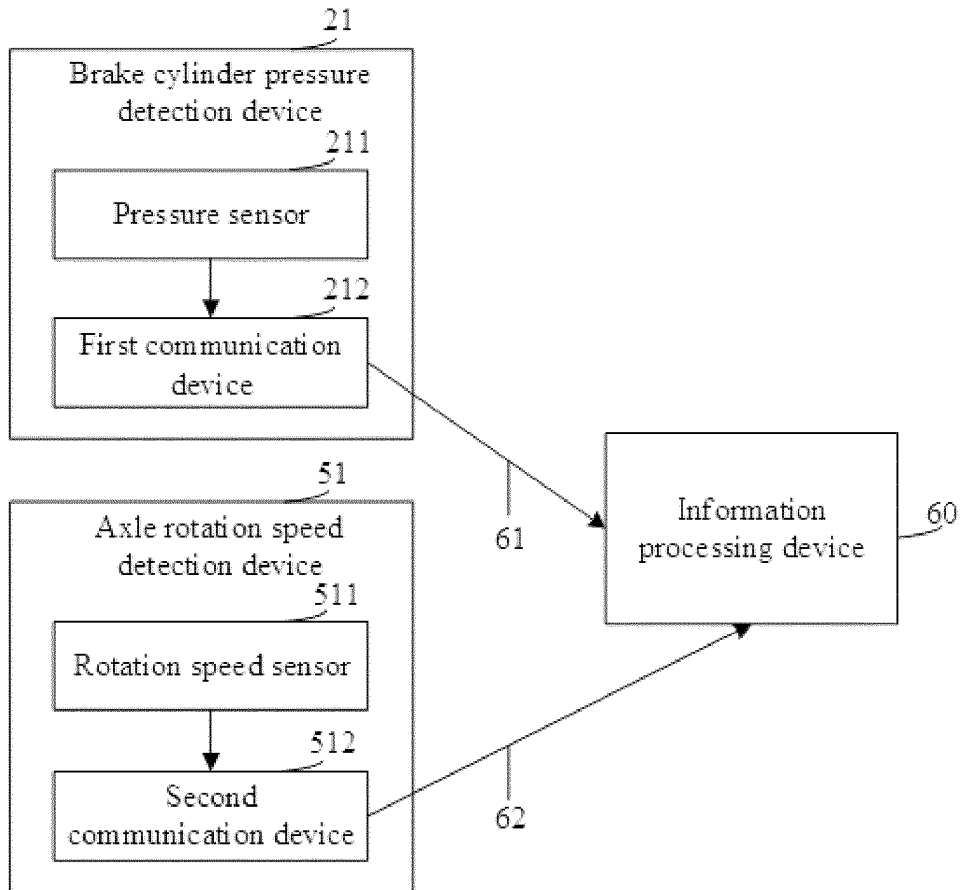 21
Brake cylinder pressure
detection device
211
Pressure sensor
212
First communication
device
61
Information
processing device
60
51
Axle rotation speed
detection device
511
Rotation speed sensor
512
Second
communication device
62